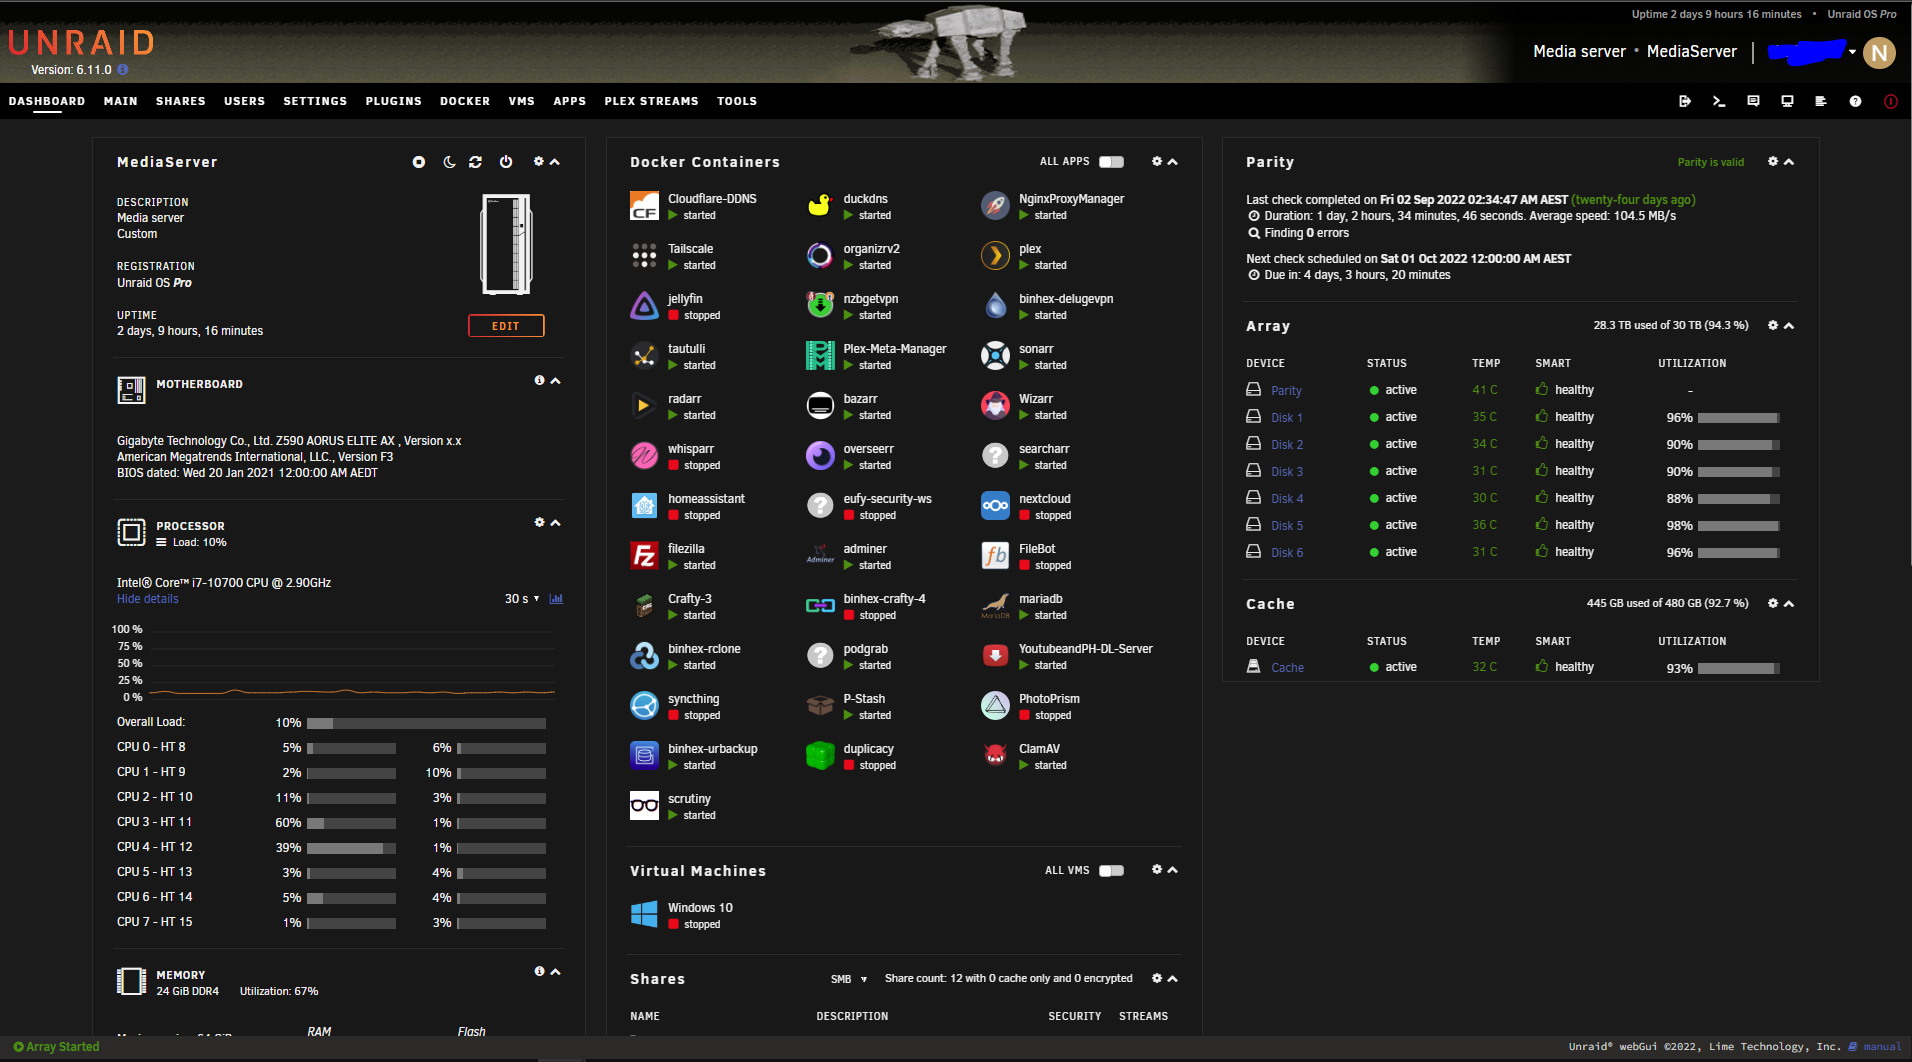 Uptime 2 days 9 hours 16 minutes • Unraid OS Pro
UNRAID
Version: 6.11.0
Media server • MediaServer
N
DASHBOARD MAIN SHARES USERS SETTINGS PLUGINS DOCKER VMS APPS PLEX STREAMS TOOLS
MediaServer
DESCRIPTION
Media server
Custom
REGISTRATION
Unraid OS Pro
UPTIME
2 days, 9 hours, 16 minutes
EDIT
MOTHERBOARD
Gigabyte Technology Co., Ltd. Z590 AORUS ELITE AX , Version x.x
American Megatrends International, LLC., Version F3
BIOS dated: Wed 20 Jan 2021 12:00:00 AM AEDT
PROCESSOR
Load: 10%
Intel® Core™ i7-10700 CPU @ 2.90GHz
Hide details 30 s
100 %
75 %
50 %
25 %
0 %
Overall Load: 10%
CPU 0 - HT 8 5% 6%
CPU 1 - HT 9 2% 10%
CPU 2 - HT 10 11% 3%
CPU 3 - HT 11 60% 1%
CPU 4 - HT 12 39% 1%
CPU 5 - HT 13 3% 4%
CPU 6 - HT 14 5% 4%
CPU 7 - HT 15 1% 3%
MEMORY
24 GiB DDR4 Utilization: 67%
RAM Flash
Docker Containers ALL APPS
Cloudflare-DDNS duckdns NginxProxyManager
started started started
Tailscale organizrv2 plex
started started started
jellyfin nzbgetvpn binhex-delugevpn
stopped started started
tautulli Plex-Meta-Manager sonarr
started started started
radarr bazarr Wizarr
started started started
whisparr overseerr searcharr
stopped started started
homeassistant eufy-security-ws nextcloud
stopped stopped stopped
filezilla adminer FileBot
started started stopped
Crafty-3 binhex-crafty-4 mariadb
started stopped started
binhex-rclone podgrab YoutubeandPH-DL-Server
started started started
syncthing P-Stash PhotoPrism
stopped started stopped
binhex-urbackup duplicacy ClamAV
started stopped started
scrutiny
started
Virtual Machines ALL VMS
Windows 10
stopped
Shares SMB Share count: 12 with 0 cache only and 0 encrypted
NAME DESCRIPTION SECURITY STREAMS
Parity Parity is valid
Last check completed on Fri 02 Sep 2022 02:34:47 AM AEST (twenty-four days ago)
Duration: 1 day, 2 hours, 34 minutes, 46 seconds. Average speed: 104.5 MB/s
Finding 0 errors
Next check scheduled on Sat 01 Oct 2022 12:00:00 AM AEST
Due in: 4 days, 3 hours, 20 minutes
Array 28.3 TB used of 30 TB (94.3 %)
DEVICE STATUS TEMP SMART UTILIZATION
Parity active 41 C healthy -
Disk 1 active 35 C healthy 96%
Disk 2 active 34 C healthy 90%
Disk 3 active 31 C healthy 90%
Disk 4 active 30 C healthy 88%
Disk 5 active 36 C healthy 98%
Disk 6 active 31 C healthy 96%
Cache 445 GB used of 480 GB (92.7 %)
DEVICE STATUS TEMP SMART UTILIZATION
Cache active 32 C healthy 93%
Array Started
Unraid® webGui ©2022, Lime Technology, Inc. manual